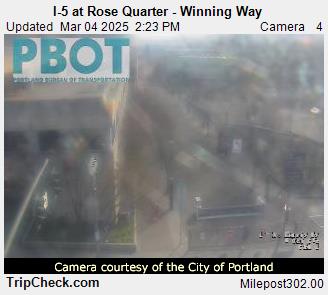 I-5 at Rose Quarter - Winning Way
Updated Mar 04 2025 2:23 PM Camera 4
PBOT
PORTLAND BUREAU OF TRANSPORTATION
Camera courtesy of the City of Portland
TripCheck.com Milepost302.00